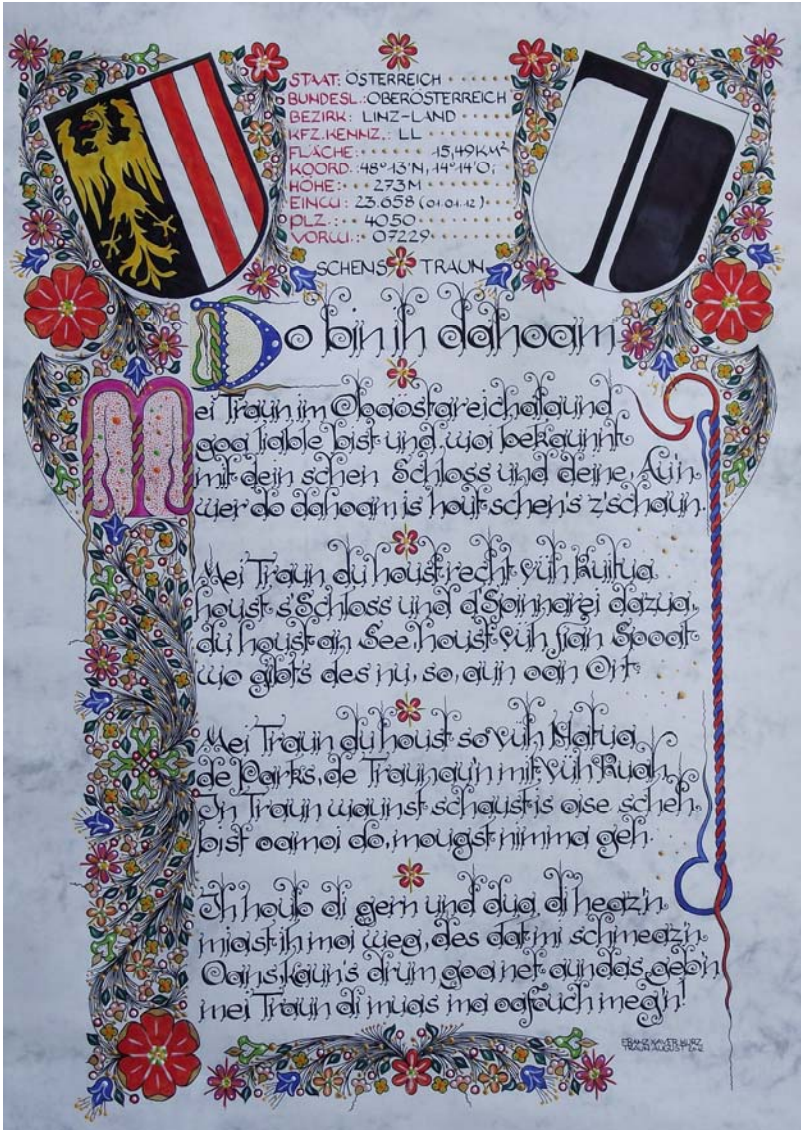 STAAT: ÖSTERREICH
BUNDESL.: OBERÖSTERREICH
BEZIRK: LINZ-LAND
KFZ.KENNZ.: LL
FLÄCHE: 15,49KM²
KOORD.: 48°13'N, 14°14'O;
HÖHE: 273M
EINW: 23.658 (01.01.12)
PLZ.: 4050
VORW.: 07229
SCHENS TRAUN
Do bin ih dahoam
Mei Traun im Obaöstareichalaund
goa liable bist und woi bekaunnt
mit dein schen Schloss und deine Au'n
wer do dahoam is hout schen's z'schaun.
Mei Traun du houst recht vüh Kultua
houst s'Schloss und d'Spinnarei dazua,
du houst an See, houst vüh fian Spoat
wo gibt's des nu, so, aun oan Ort.
Mei Traun du houst so vüh Natua
de Parks, de Traunau'n mit vüh Ruah,
In Traun waunst schaust is oise scheh
bist oamoi do, mougst nimma geh.
Ih houb di gern und dua di heaz'n
miast ih moi weg, des dat mi schmeaz'n
Oans kaun's drum goa net aundas geb'n
mei Traun di muas ma oafouch meg'n!
FRANZ XAVER KURZ
TRAUN AUGUST 2012